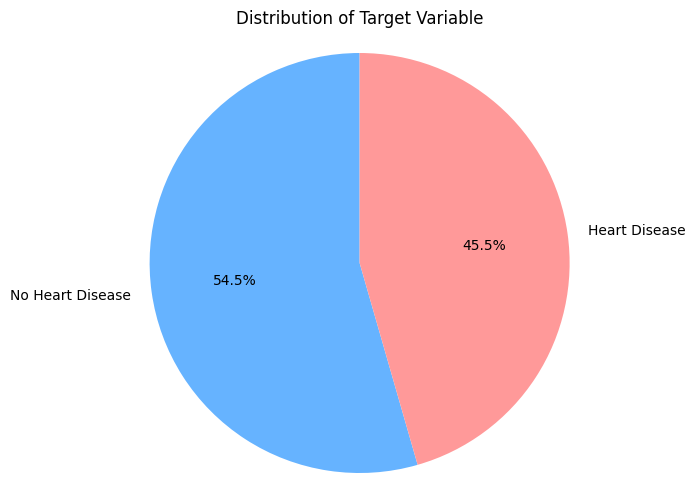 Distribution of Target Variable
Heart Disease
45.5%
54.5%
No Heart Disease